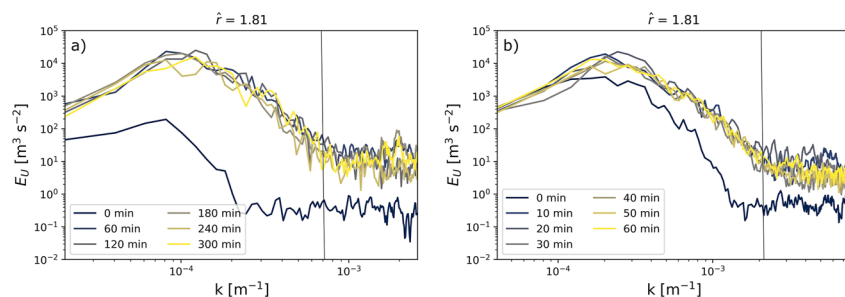 r̂ = 1.81
a)
10⁵
10⁴
10³
10²
10¹
10⁰
10⁻¹
10⁻²
E_U [m³ s⁻²]
0 min
60 min
120 min
180 min
240 min
300 min
10⁻⁴
10⁻³
k [m⁻¹]
r̂ = 1.81
b)
10⁵
10⁴
10³
10²
10¹
10⁰
10⁻¹
10⁻²
E_U [m³ s⁻²]
0 min
10 min
20 min
30 min
40 min
50 min
60 min
10⁻⁴
10⁻³
k [m⁻¹]